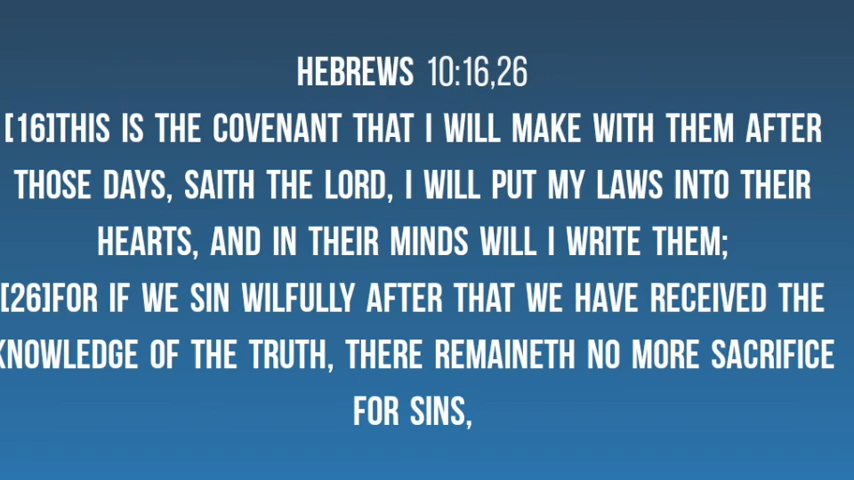 HEBREWS 10:16,26
[16]THIS IS THE COVENANT THAT I WILL MAKE WITH THEM AFTER
THOSE DAYS, SAITH THE LORD, I WILL PUT MY LAWS INTO THEIR
HEARTS, AND IN THEIR MINDS WILL I WRITE THEM;
[26]FOR IF WE SIN WILFULLY AFTER THAT WE HAVE RECEIVED THE
KNOWLEDGE OF THE TRUTH, THERE REMAINETH NO MORE SACRIFICE
FOR SINS,